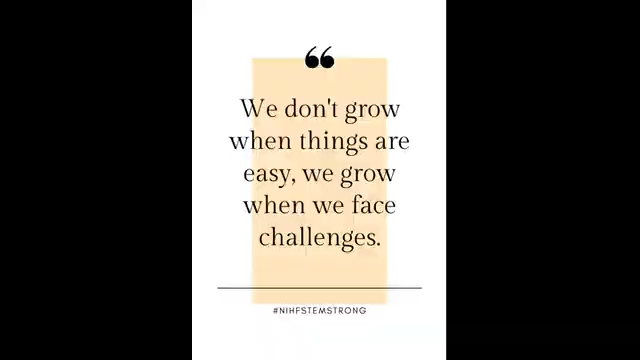 ❝
We don't grow
when things are
easy, we grow
when we face
challenges.
#NIHFSTEMSTRONG